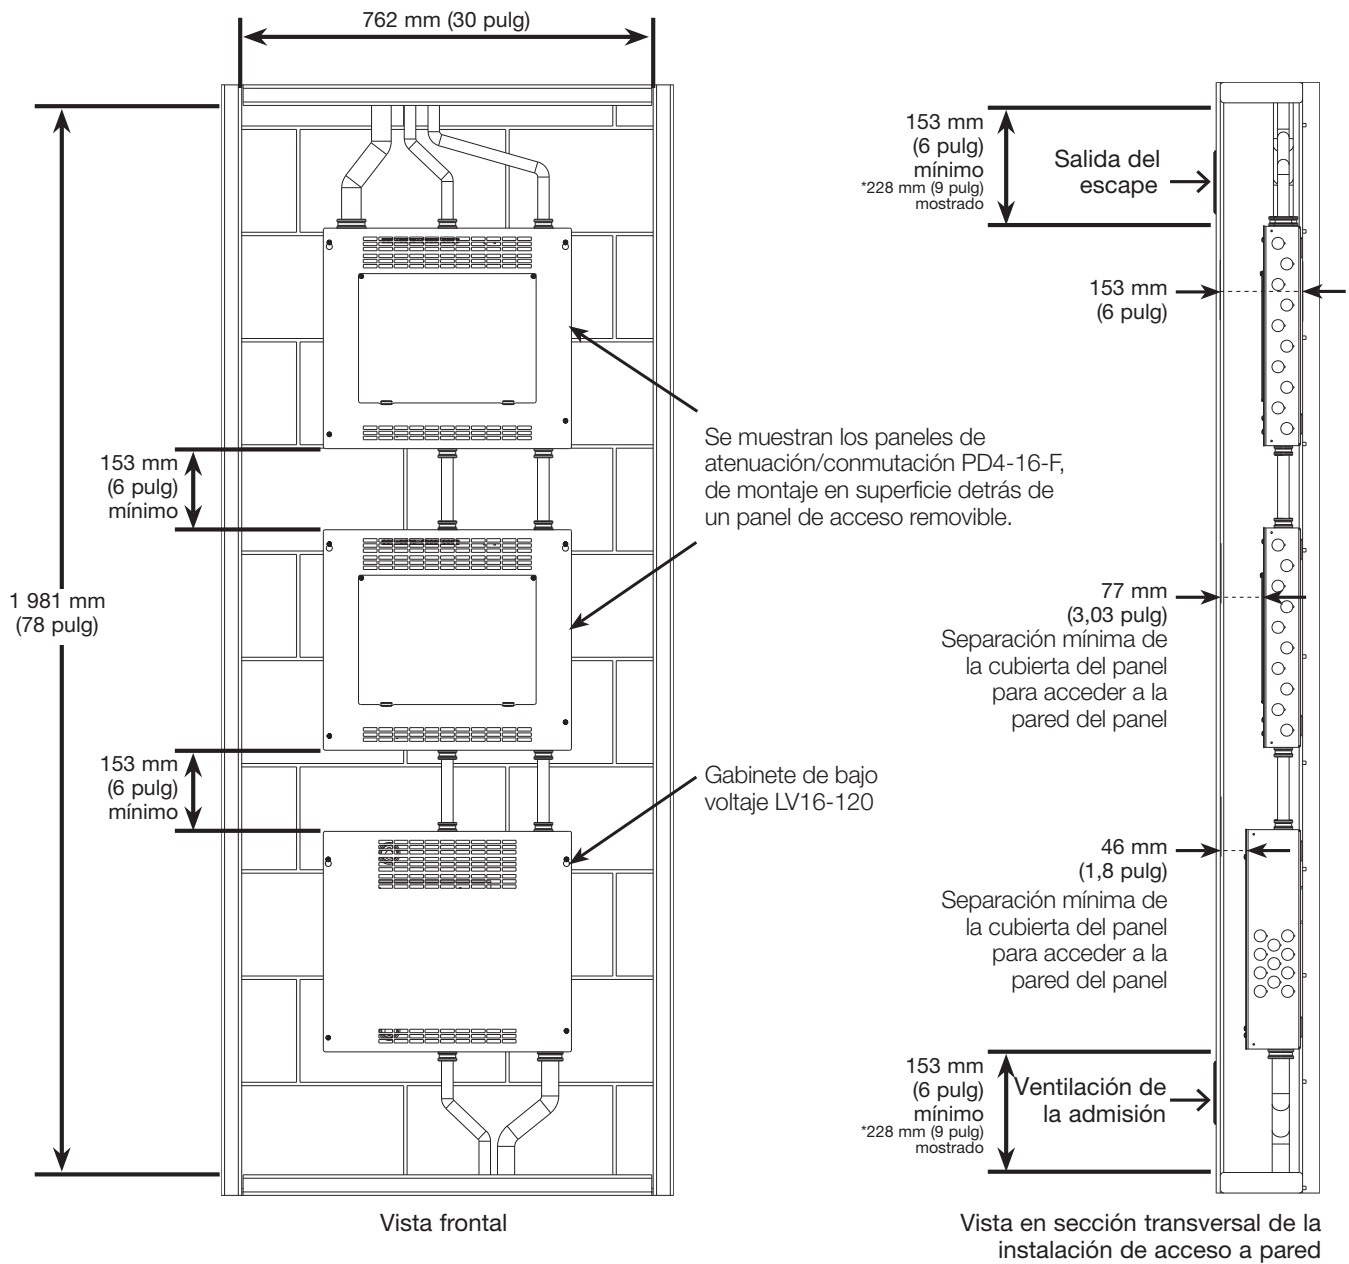 762 mm (30 pulg)
1 981 mm
(78 pulg)
153 mm
(6 pulg)
mínimo
153 mm
(6 pulg)
mínimo
Se muestran los paneles de
atenuación/conmutación PD4-16-F,
de montaje en superficie detrás de
un panel de acceso removible.
Gabinete de bajo
voltaje LV16-120
Vista frontal
153 mm
(6 pulg)
mínimo
*228 mm (9 pulg)
mostrado
Salida del
escape
153 mm
(6 pulg)
77 mm
(3,03 pulg)
Separación mínima de
la cubierta del panel
para acceder a la
pared del panel
46 mm
(1,8 pulg)
Separación mínima de
la cubierta del panel
para acceder a la
pared del panel
153 mm
(6 pulg)
mínimo
*228 mm (9 pulg)
mostrado
Ventilación de
la admisión
Vista en sección transversal de la
instalación de acceso a pared